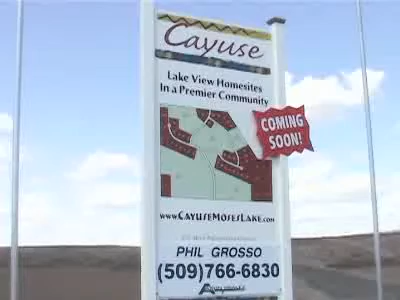 Cayuse
Lake View Homesites
In a Premier Community
COMING
SOON!
www.CayuseMosesLake.com
PHIL GROSSO
(509)766-6830